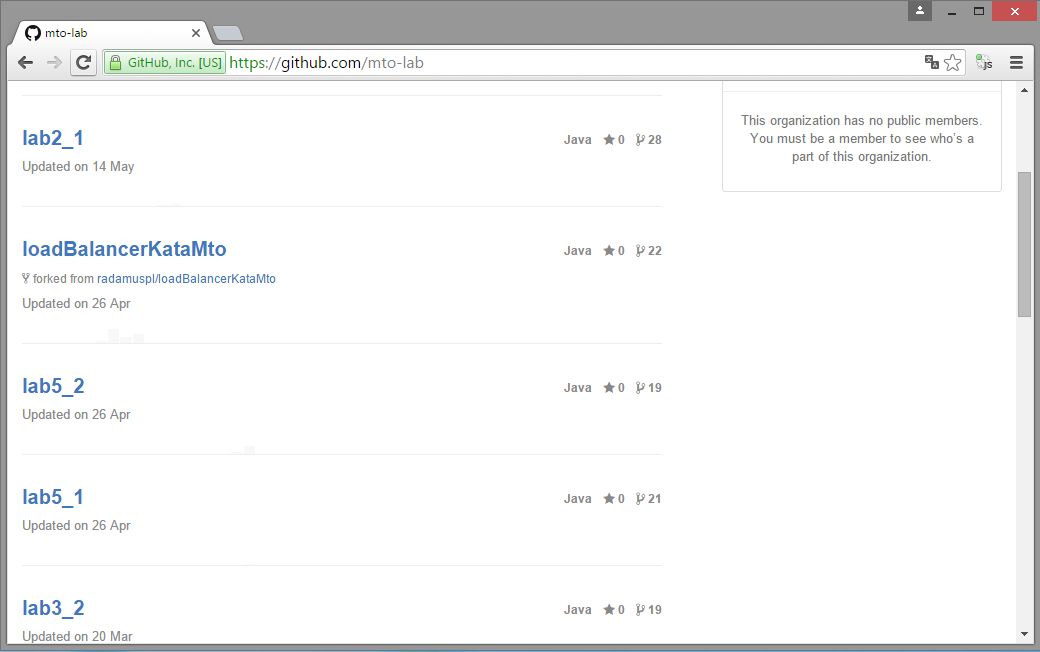 mto-lab
GitHub, Inc. [US] https://github.com/mto-lab
js
lab2_1
Java 0 28
Updated on 14 May
loadBalancerKataMto
Java 0 22
forked from radamuspl/loadBalancerKataMto
Updated on 26 Apr
lab5_2
Java 0 19
Updated on 26 Apr
lab5_1
Java 0 21
Updated on 26 Apr
lab3_2
Java 0 19
Updated on 20 Mar
This organization has no public members.
You must be a member to see who's a
part of this organization.